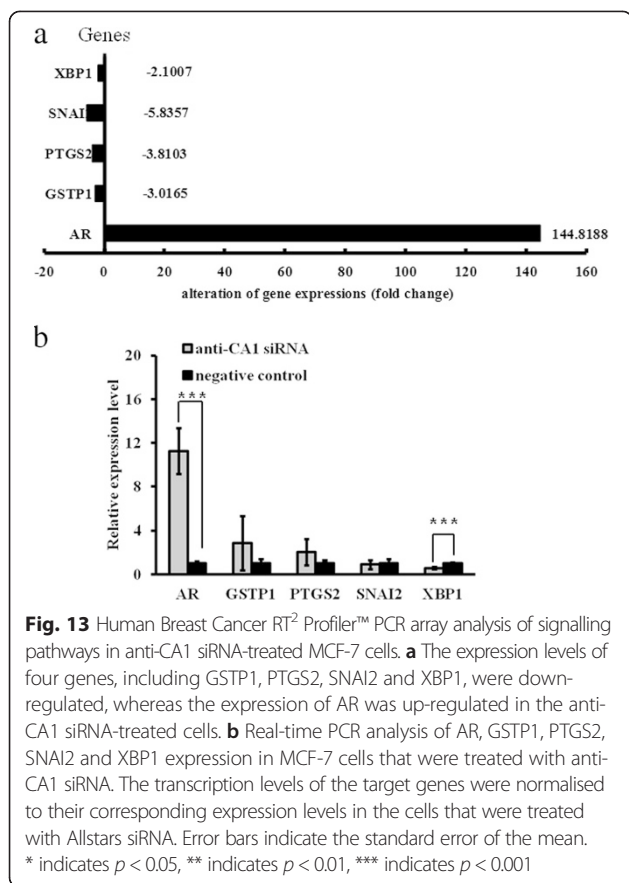 a
Genes
XBP1 -2.1007
SNAI -5.8357
PTGS2 -3.8103
GSTP1 -3.0165
AR 144.8188
-20 0 20 40 60 80 100 120 140 160
alteration of gene expressions (fold change)
b
20
16
12
8
4
0
Relative expression level
anti-CA1 siRNA
negative control
***
***
AR GSTP1 PTGS2 SNAI2 XBP1
Fig. 13 Human Breast Cancer RT² Profiler™ PCR array analysis of signalling
pathways in anti-CA1 siRNA-treated MCF-7 cells. a The expression levels of
four genes, including GSTP1, PTGS2, SNAI2 and XBP1, were down-
regulated, whereas the expression of AR was up-regulated in the anti-
CA1 siRNA-treated cells. b Real-time PCR analysis of AR, GSTP1, PTGS2,
SNAI2 and XBP1 expression in MCF-7 cells that were treated with anti-
CA1 siRNA. The transcription levels of the target genes were normalised
to their corresponding expression levels in the cells that were treated
with Allstars siRNA. Error bars indicate the standard error of the mean.
* indicates p < 0.05, ** indicates p < 0.01, *** indicates p < 0.001